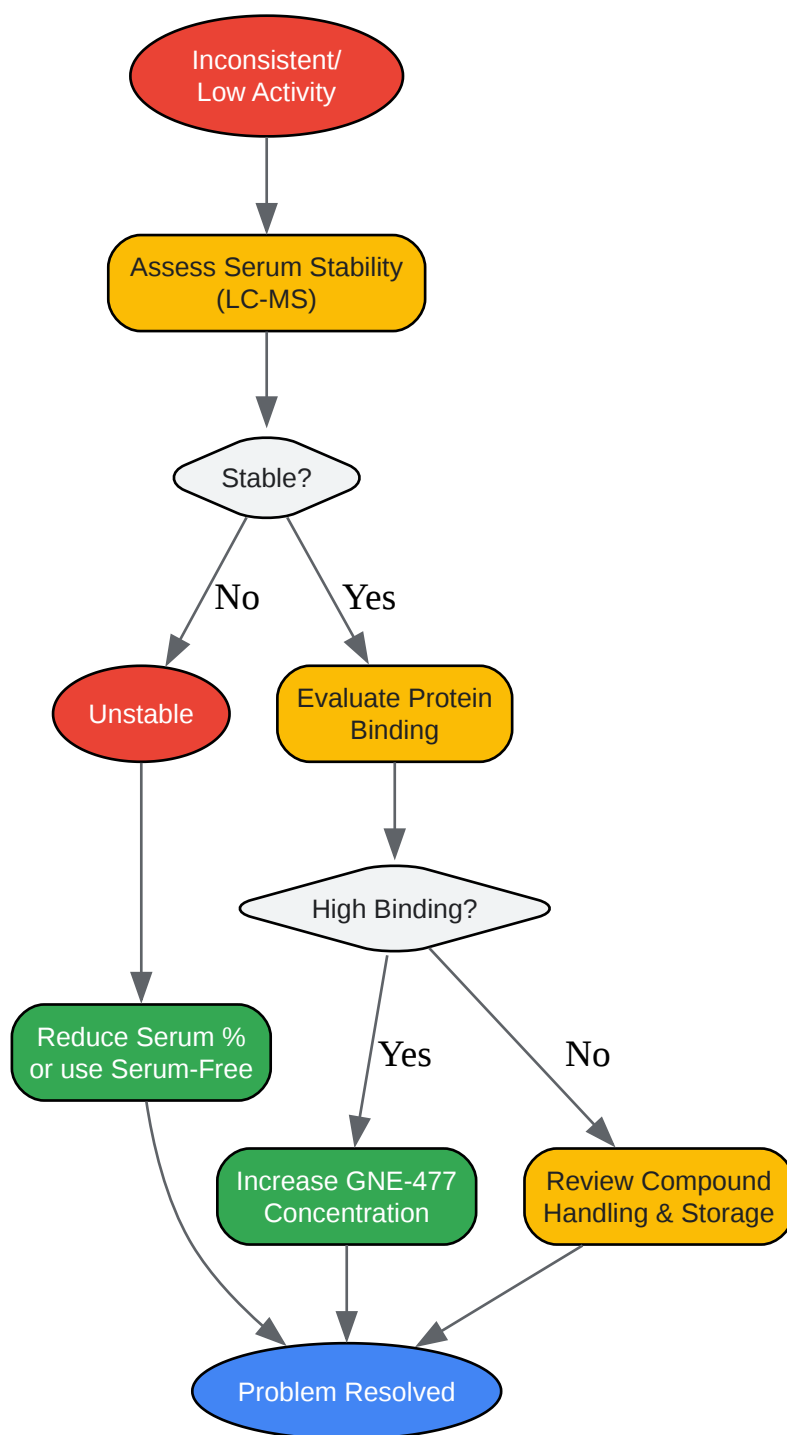 Inconsistent/
Low Activity
Assess Serum Stability
(LC-MS)
Stable?
No
Yes
Unstable
Evaluate Protein
Binding
High Binding?
Reduce Serum %
or use Serum-Free
Yes
No
Increase GNE-477
Concentration
Review Compound
Handling & Storage
Problem Resolved